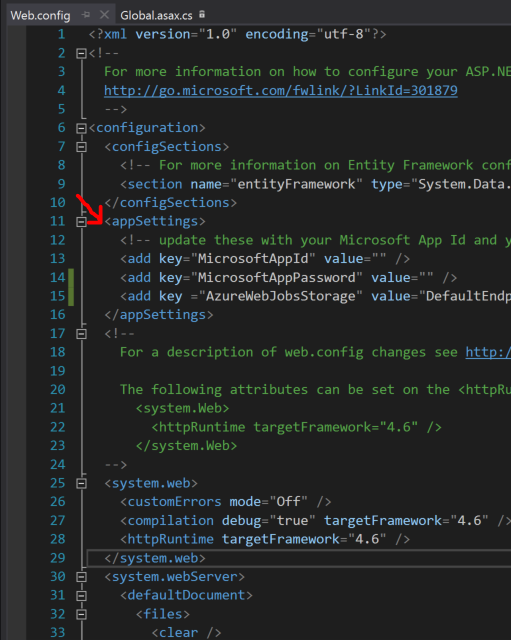 Web.config Global.asax.cs
1 <?xml version="1.0" encoding="utf-8"?>
2 <!--
3 For more information on how to configure your ASP.NE
4 http://go.microsoft.com/fwlink/?LinkId=301879
5 -->
6 <configuration>
7 <configSections>
8 <!-- For more information on Entity Framework conf
9 <section name="entityFramework" type="System.Data.
10 </configSections>
11 <appSettings>
12 <!-- update these with your Microsoft App Id and y
13 <add key="MicrosoftAppId" value="" />
14 <add key="MicrosoftAppPassword" value="" />
15 <add key ="AzureWebJobsStorage" value="DefaultEndp
16 </appSettings>
17 <!--
18 For a description of web.config changes see http:/
19
20 The following attributes can be set on the <httpRu
21 <system.Web>
22 <httpRuntime targetFramework="4.6" />
23 </system.Web>
24 -->
25 <system.web>
26 <customErrors mode="Off" />
27 <compilation debug="true" targetFramework="4.6" />
28 <httpRuntime targetFramework="4.6" />
29 </system.web>
30 <system.webServer>
31 <defaultDocument>
32 <files>
33 <clear />